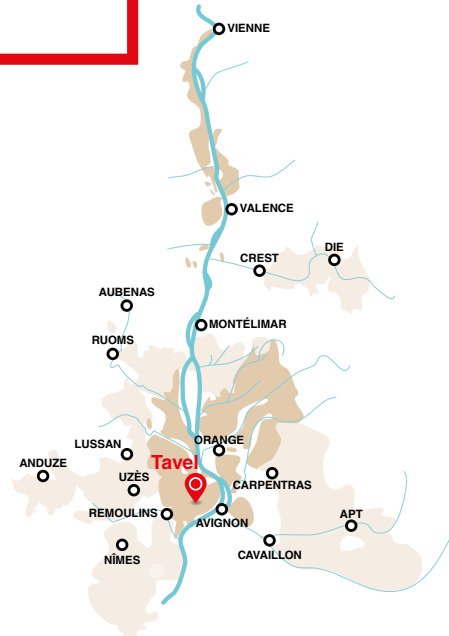 VIENNE
VALENCE
DIE
CREST
AUBENAS
MONTÉLIMAR
RUOMS
ORANGE
LUSSAN
Tavel
ANDUZE
UZÈS
CARPENTRAS
REMOULINS
AVIGNON
APT
CAVAILLON
NÎMES